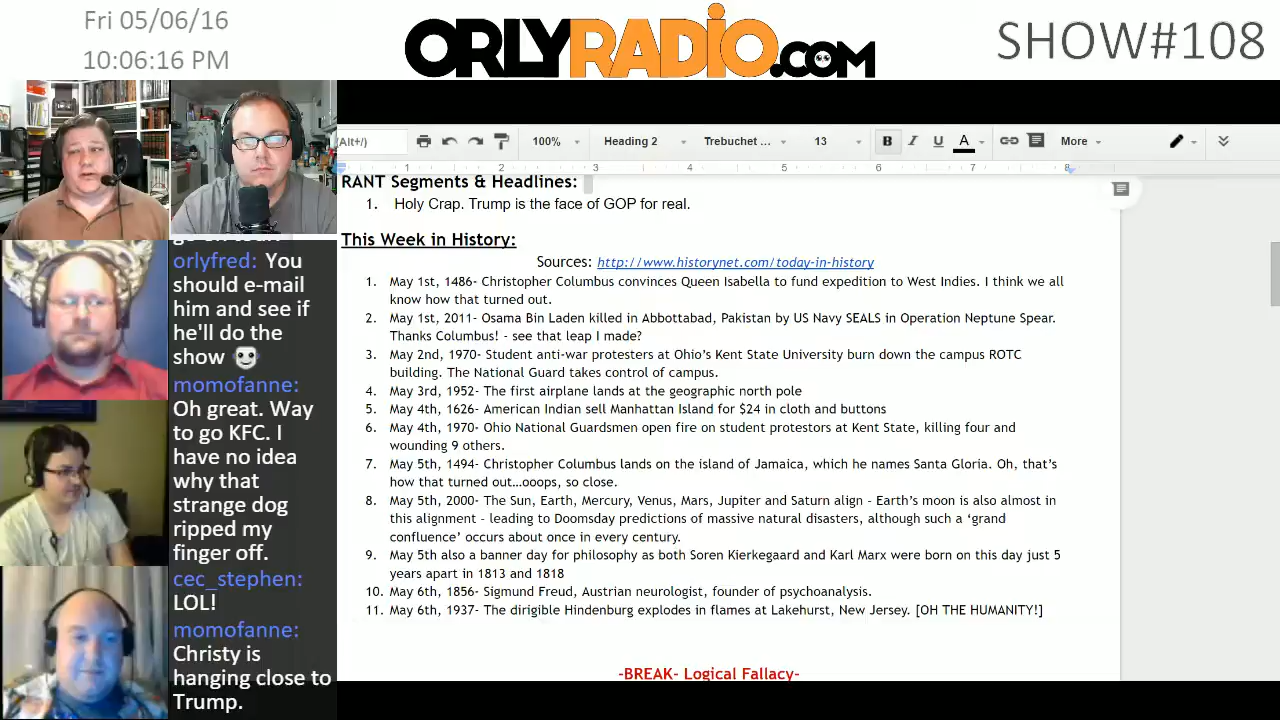 Fri 05/06/16
10:06:16 PM
ORLYRADIO.COM
SHOW#108
orlyfred: You
should e-mail
him and see if
he'll do the
show
momofanne:
Oh great. Way
to go KFC. I
have no idea
why that
strange dog
ripped my
finger off.
cec_stephen:
LOL!
momofanne:
Christy is
hanging close to
Trump.
/Alt+/) 100% Heading 2 Trebuchet ... 13 B I U A More
1 2 3 4 5 6 7 8
RANT Segments & Headlines:
1. Holy Crap. Trump is the face of GOP for real.
This Week in History:
Sources: http://www.historynet.com/today-in-history
1. May 1st, 1486- Christopher Columbus convinces Queen Isabella to fund expedition to West Indies. I think we all
know how that turned out.
2. May 1st, 2011- Osama Bin Laden killed in Abbottabad, Pakistan by US Navy SEALS in Operation Neptune Spear.
Thanks Columbus! - see that leap I made?
3. May 2nd, 1970- Student anti-war protesters at Ohio's Kent State University burn down the campus ROTC
building. The National Guard takes control of campus.
4. May 3rd, 1952- The first airplane lands at the geographic north pole
5. May 4th, 1626- American Indian sell Manhattan Island for $24 in cloth and buttons
6. May 4th, 1970- Ohio National Guardsmen open fire on student protestors at Kent State, killing four and
wounding 9 others.
7. May 5th, 1494- Christopher Columbus lands on the island of Jamaica, which he names Santa Gloria. Oh, that's
how that turned out…ooops, so close.
8. May 5th, 2000- The Sun, Earth, Mercury, Venus, Mars, Jupiter and Saturn align - Earth's moon is also almost in
this alignment - leading to Doomsday predictions of massive natural disasters, although such a 'grand
confluence' occurs about once in every century.
9. May 5th also a banner day for philosophy as both Soren Kierkegaard and Karl Marx were born on this day just 5
years apart in 1813 and 1818
10. May 6th, 1856- Sigmund Freud, Austrian neurologist, founder of psychoanalysis.
11. May 6th, 1937- The dirigible Hindenburg explodes in flames at Lakehurst, New Jersey. [OH THE HUMANITY!]
-BREAK- Logical Fallacy-